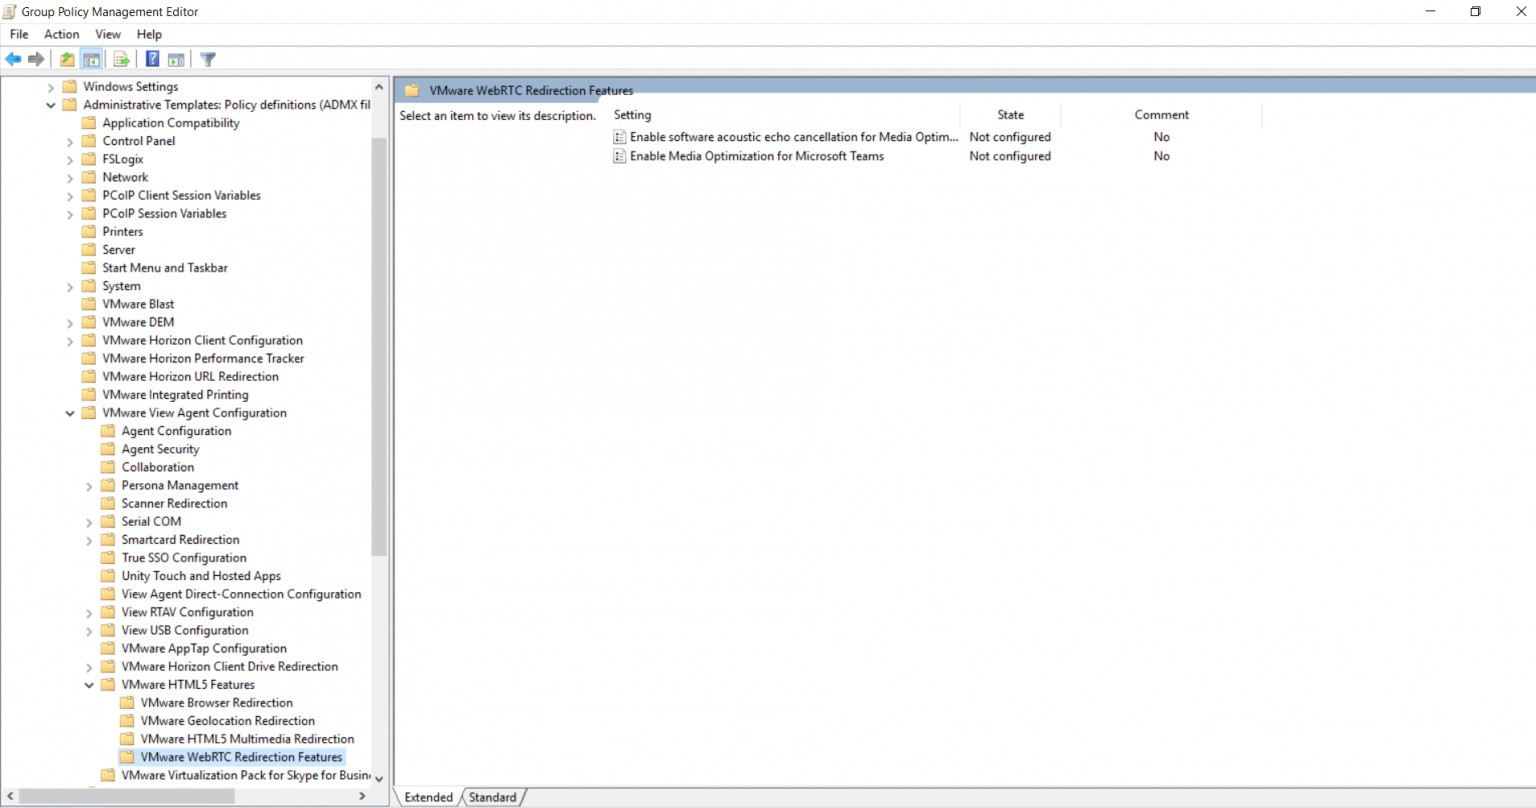 Group Policy Management Editor
File Action View Help
Windows Settings
Administrative Templates: Policy definitions (ADMX fil
Application Compatibility
Control Panel
FSLogix
Network
PCoIP Client Session Variables
PCoIP Session Variables
Printers
Server
Start Menu and Taskbar
System
VMware Blast
VMware DEM
VMware Horizon Client Configuration
VMware Horizon Performance Tracker
VMware Horizon URL Redirection
VMware Integrated Printing
VMware View Agent Configuration
Agent Configuration
Agent Security
Collaboration
Persona Management
Scanner Redirection
Serial COM
Smartcard Redirection
True SSO Configuration
Unity Touch and Hosted Apps
View Agent Direct-Connection Configuration
View RTAV Configuration
View USB Configuration
VMware AppTap Configuration
VMware Horizon Client Drive Redirection
VMware HTML5 Features
VMware Browser Redirection
VMware Geolocation Redirection
VMware HTML5 Multimedia Redirection
VMware WebRTC Redirection Features
VMware Virtualization Pack for Skype for Busin
VMware WebRTC Redirection Features
Select an item to view its description.
Setting State Comment
Enable software acoustic echo cancellation for Media Optim... Not configured No
Enable Media Optimization for Microsoft Teams Not configured No
Extended Standard